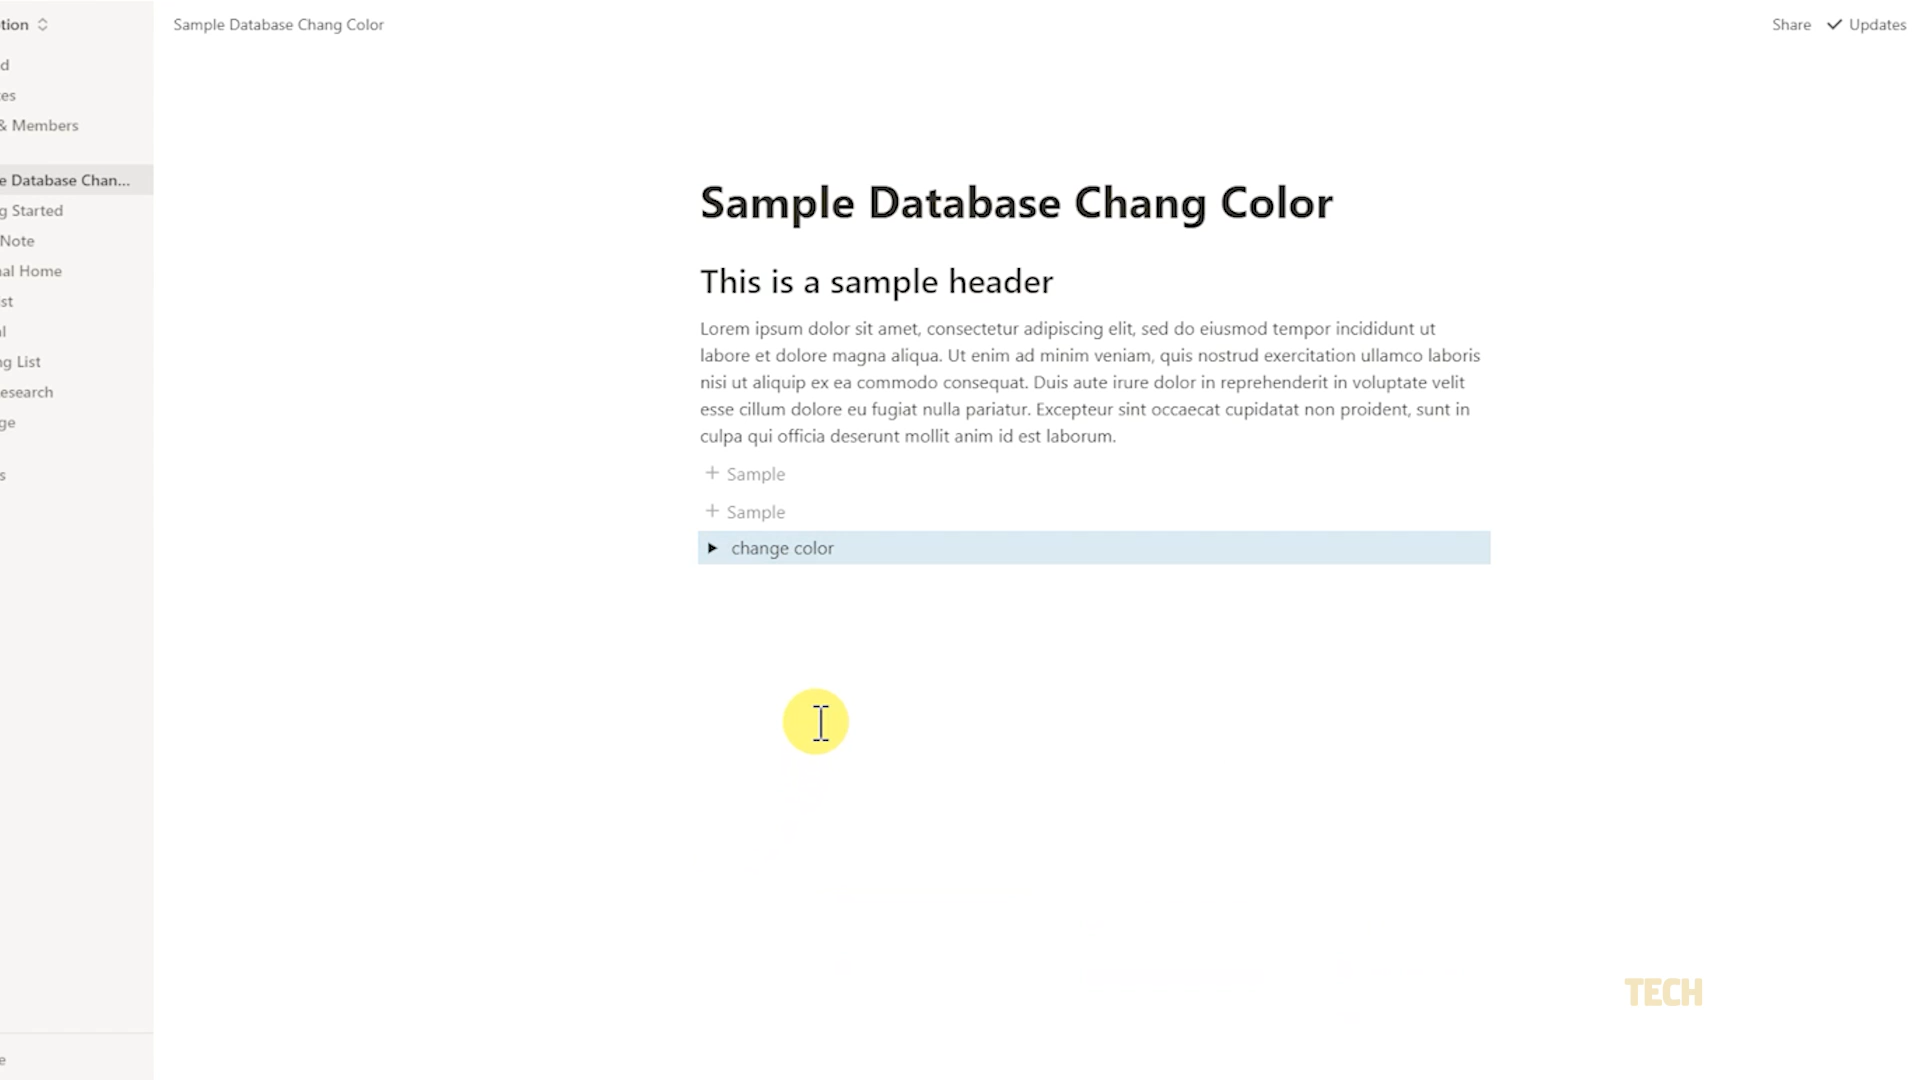 tion
d
es
& Members
e Database Chan...
g Started
Note
al Home
st
l
ng List
esearch
ge
s
e
Sample Database Chang Color
Share ✓ Updates
Sample Database Chang Color
This is a sample header
Lorem ipsum dolor sit amet, consectetur adipiscing elit, sed do eiusmod tempor incididunt ut
labore et dolore magna aliqua. Ut enim ad minim veniam, quis nostrud exercitation ullamco laboris
nisi ut aliquip ex ea commodo consequat. Duis aute irure dolor in reprehenderit in voluptate velit
esse cillum dolore eu fugiat nulla pariatur. Excepteur sint occaecat cupidatat non proident, sunt in
culpa qui officia deserunt mollit anim id est laborum.
+ Sample
+ Sample
change color
TECH